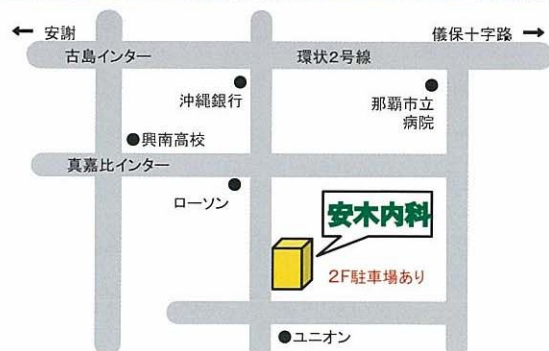 ← 安謝
儀保十字路 →
古島インター
環状2号線
沖縄銀行
那覇市立
病院
興南高校
真嘉比インター
ローソン
安木内科
2F駐車場あり
ユニオン